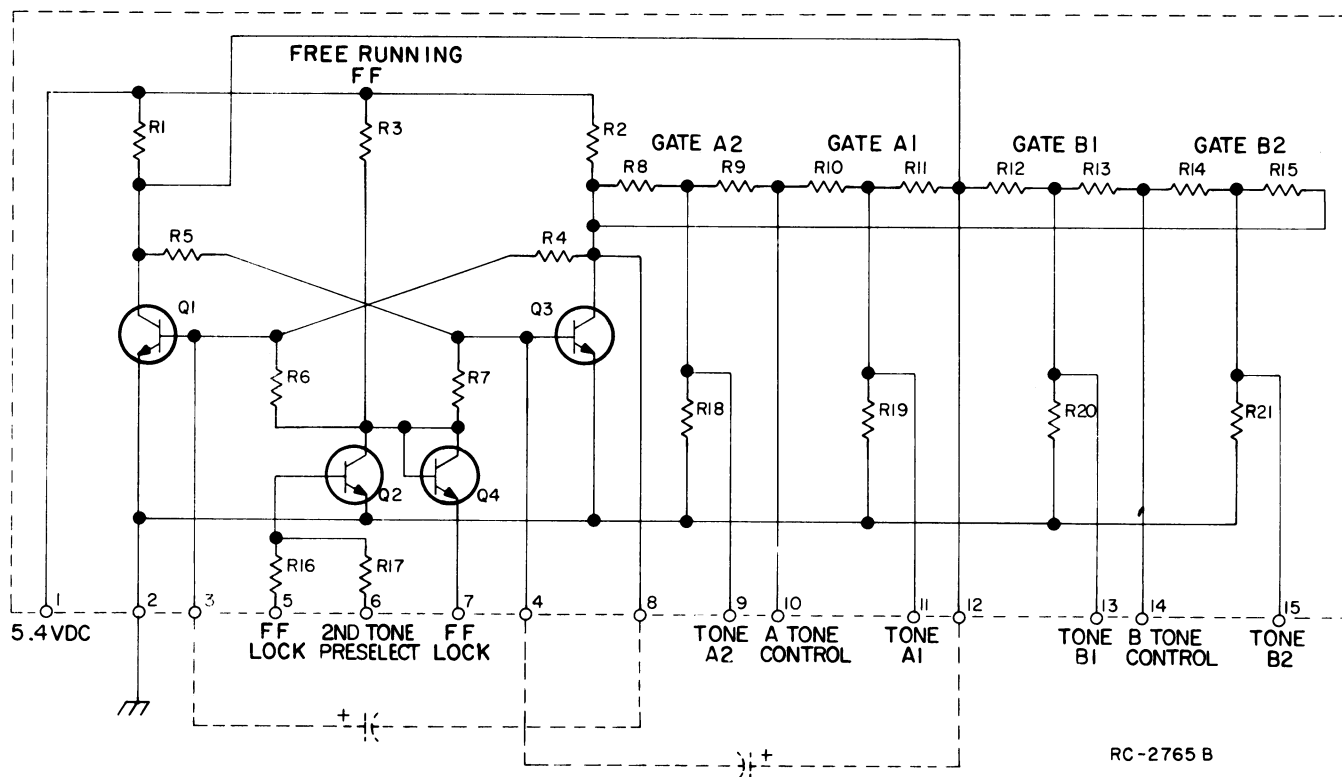 FREE RUNNING
FF
R1
R3
R2
GATE A2
GATE A1
GATE B1
GATE B2
R8
R9
R10
R11
R12
R13
R14
R15
R5
R4
Q1
Q3
R6
R7
R18
R19
R20
R21
Q2
Q4
R16
R17
1
2
3
5
6
7
4
8
9
10
11
12
13
14
15
5.4 VDC
FF
LOCK
2ND TONE
PRESELECT
FF
LOCK
TONE
A2
A TONE
CONTROL
TONE
A1
TONE
B1
B TONE
CONTROL
TONE
B2
+
+
RC-2765 B